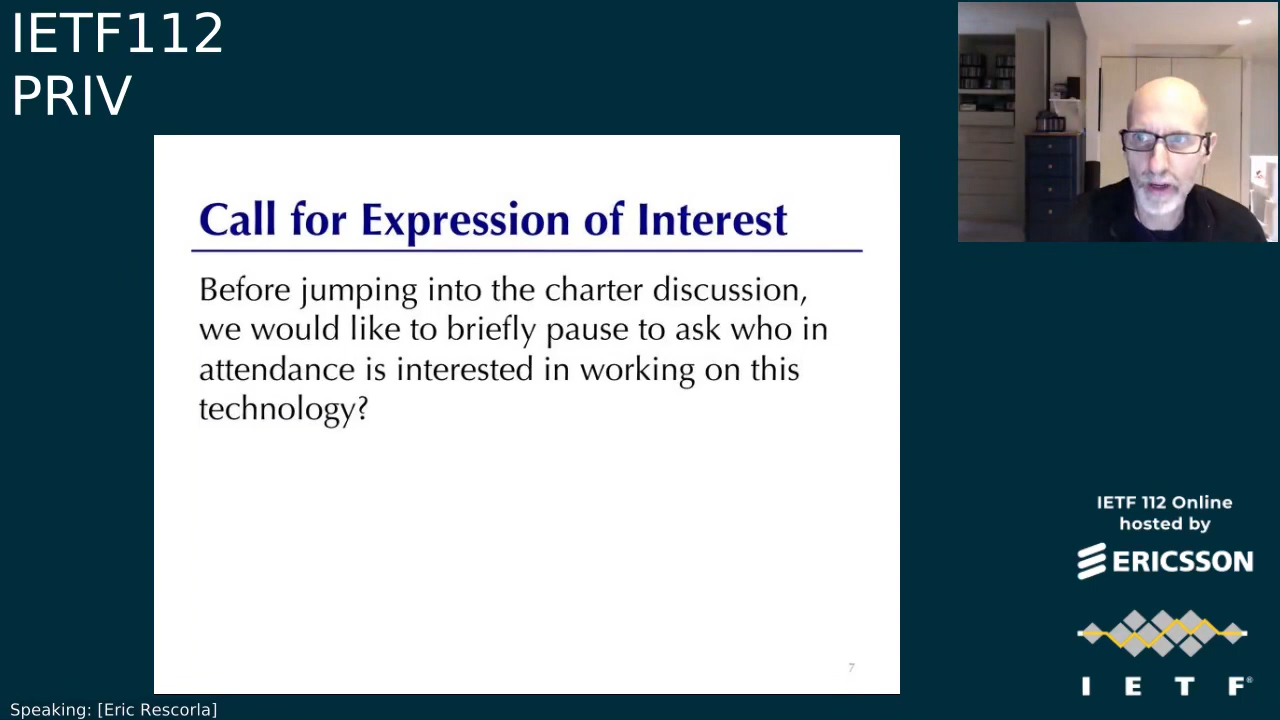 IETF112
PRIV
Call for Expression of Interest
Before jumping into the charter discussion,
we would like to briefly pause to ask who in
attendance is interested in working on this
technology?
7
IETF 112 Online
hosted by
ERICSSON
I E T F®
Speaking: [Eric Rescorla]